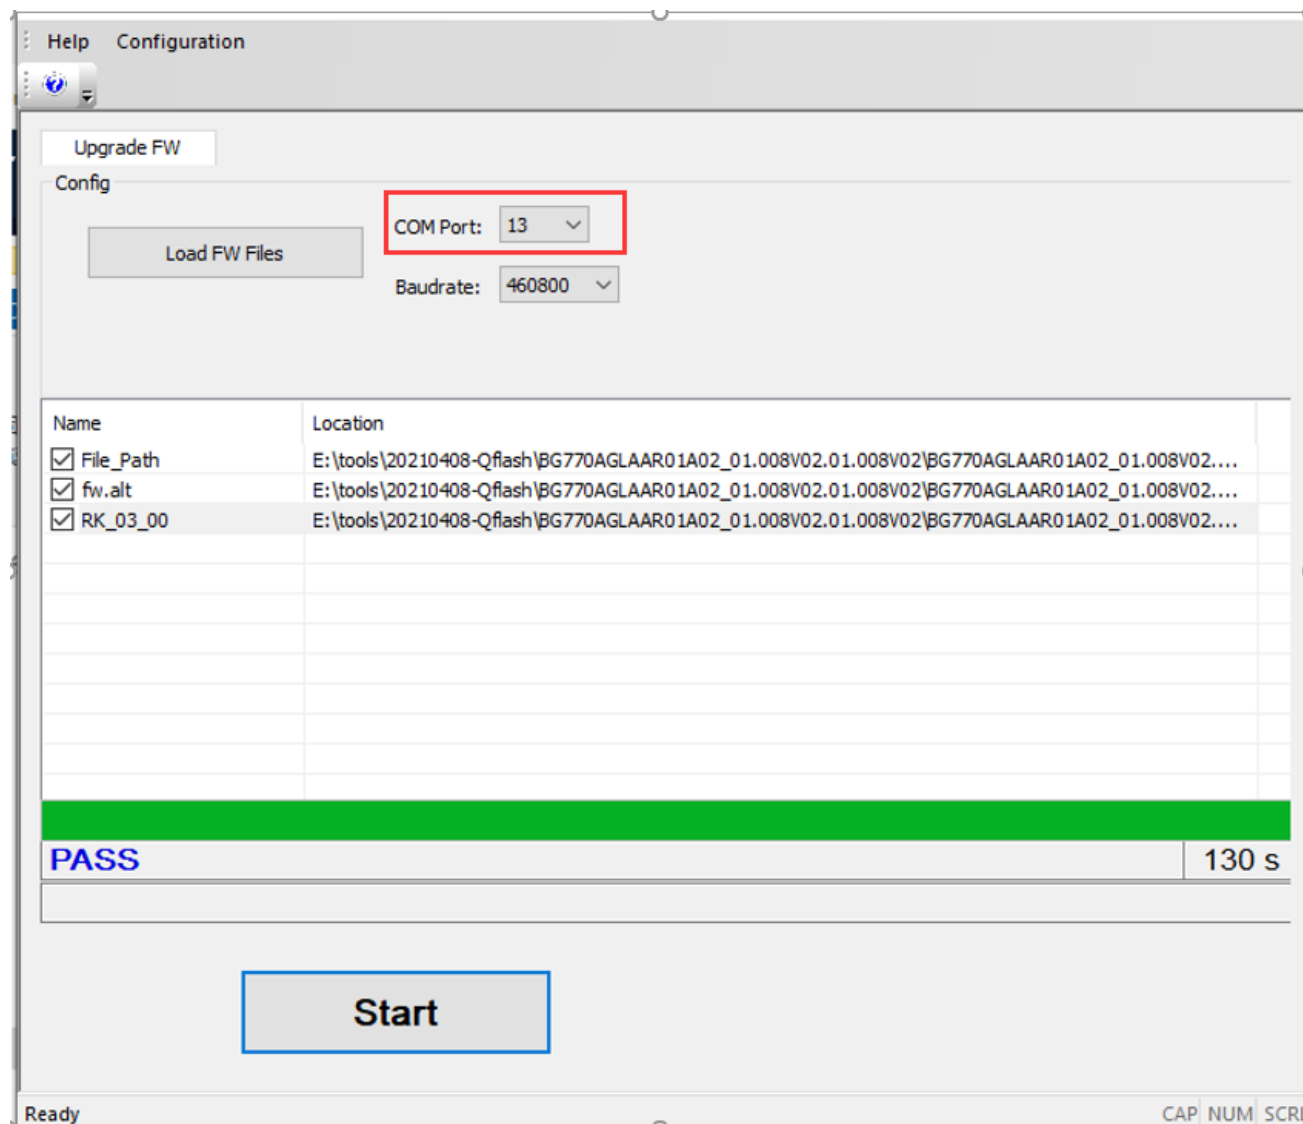 Help Configuration
Upgrade FW
Config
Load FW Files
COM Port: 13
Baudrate: 460800
Name Location
File_Path E:\tools\20210408-Qflash\BG770AGLAAR01A02_01.008V02.01.008V02\BG770AGLAAR01A02_01.008V02....
fw.alt E:\tools\20210408-Qflash\BG770AGLAAR01A02_01.008V02.01.008V02\BG770AGLAAR01A02_01.008V02....
RK_03_00 E:\tools\20210408-Qflash\BG770AGLAAR01A02_01.008V02.01.008V02\BG770AGLAAR01A02_01.008V02....
PASS 130 s
Start
Ready CAP NUM SCRL